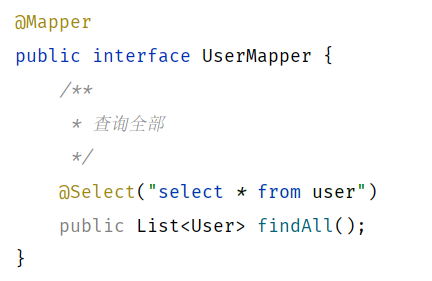 @Mapper
public interface UserMapper {
    /**
     * 查询全部
     */
    @Select("select * from user")
    public List<User> findAll();
}